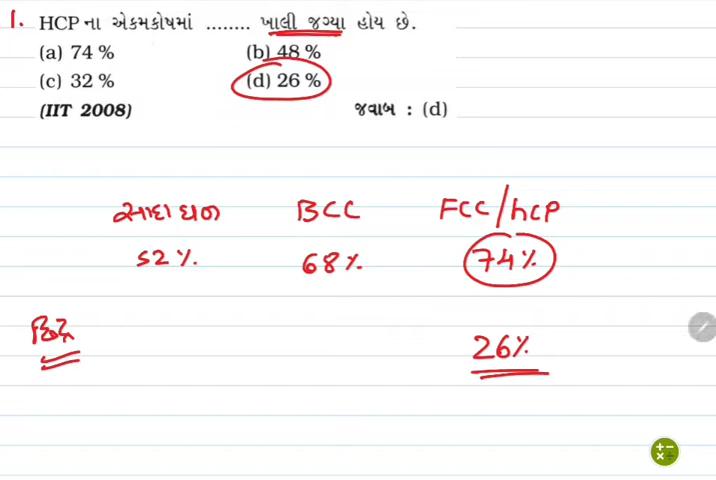 1. HCP ના એકમકોષમાં ........ ખાલી જગ્યા હોય છે.
(a) 74 % (b) 48 %
(c) 32 % (d) 26 %
(IIT 2008) જવાબ : (d)
સાદા ઘન BCC FCC/hCP
52 %. 68 %. 74 %.
26 %.